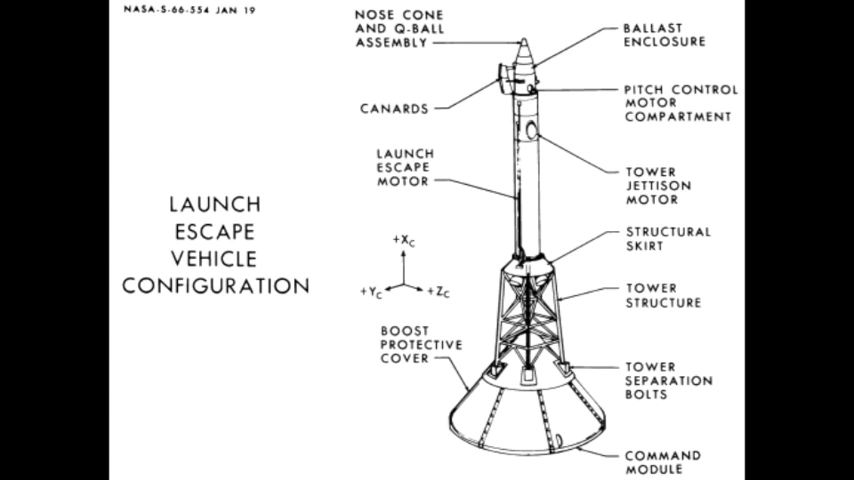 NASA-S-66-554 JAN 19
NOSE CONE
AND Q-BALL
ASSEMBLY
BALLAST
ENCLOSURE
PITCH CONTROL
MOTOR
COMPARTMENT
CANARDS
LAUNCH
ESCAPE
MOTOR
TOWER
JETTISON
MOTOR
LAUNCH
ESCAPE
VEHICLE
CONFIGURATION
STRUCTURAL
SKIRT
+XC
+YC
+ZC
TOWER
STRUCTURE
BOOST
PROTECTIVE
COVER
TOWER
SEPARATION
BOLTS
COMMAND
MODULE